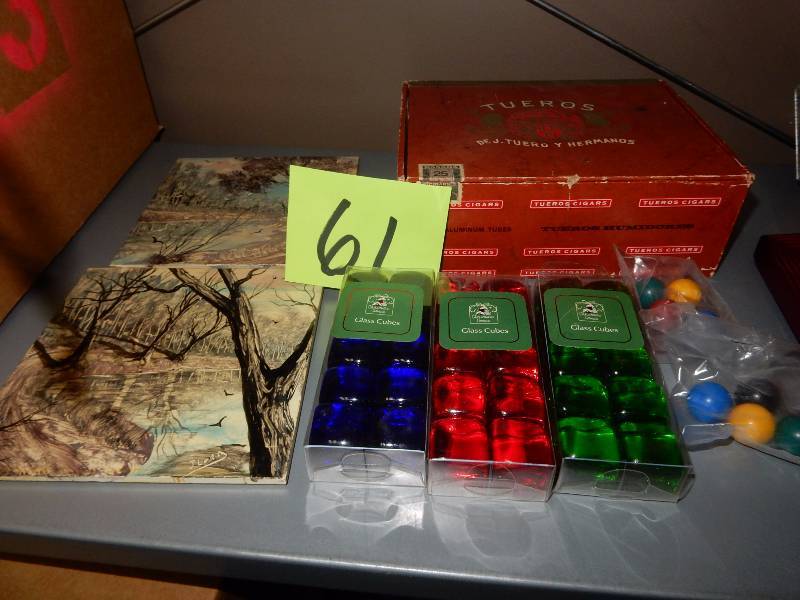 TUEROS
DE J. TUERO Y HERMANOS
25
TUEROS CIGARS
TUEROS CIGARS
TUEROS CIGARS
ALUMINUM TUBES
TUEROS HUMIDORES
TUEROS CIGARS
TUEROS CIGARS
61
Glass Cubes
Glass Cubes
Glass Cubes